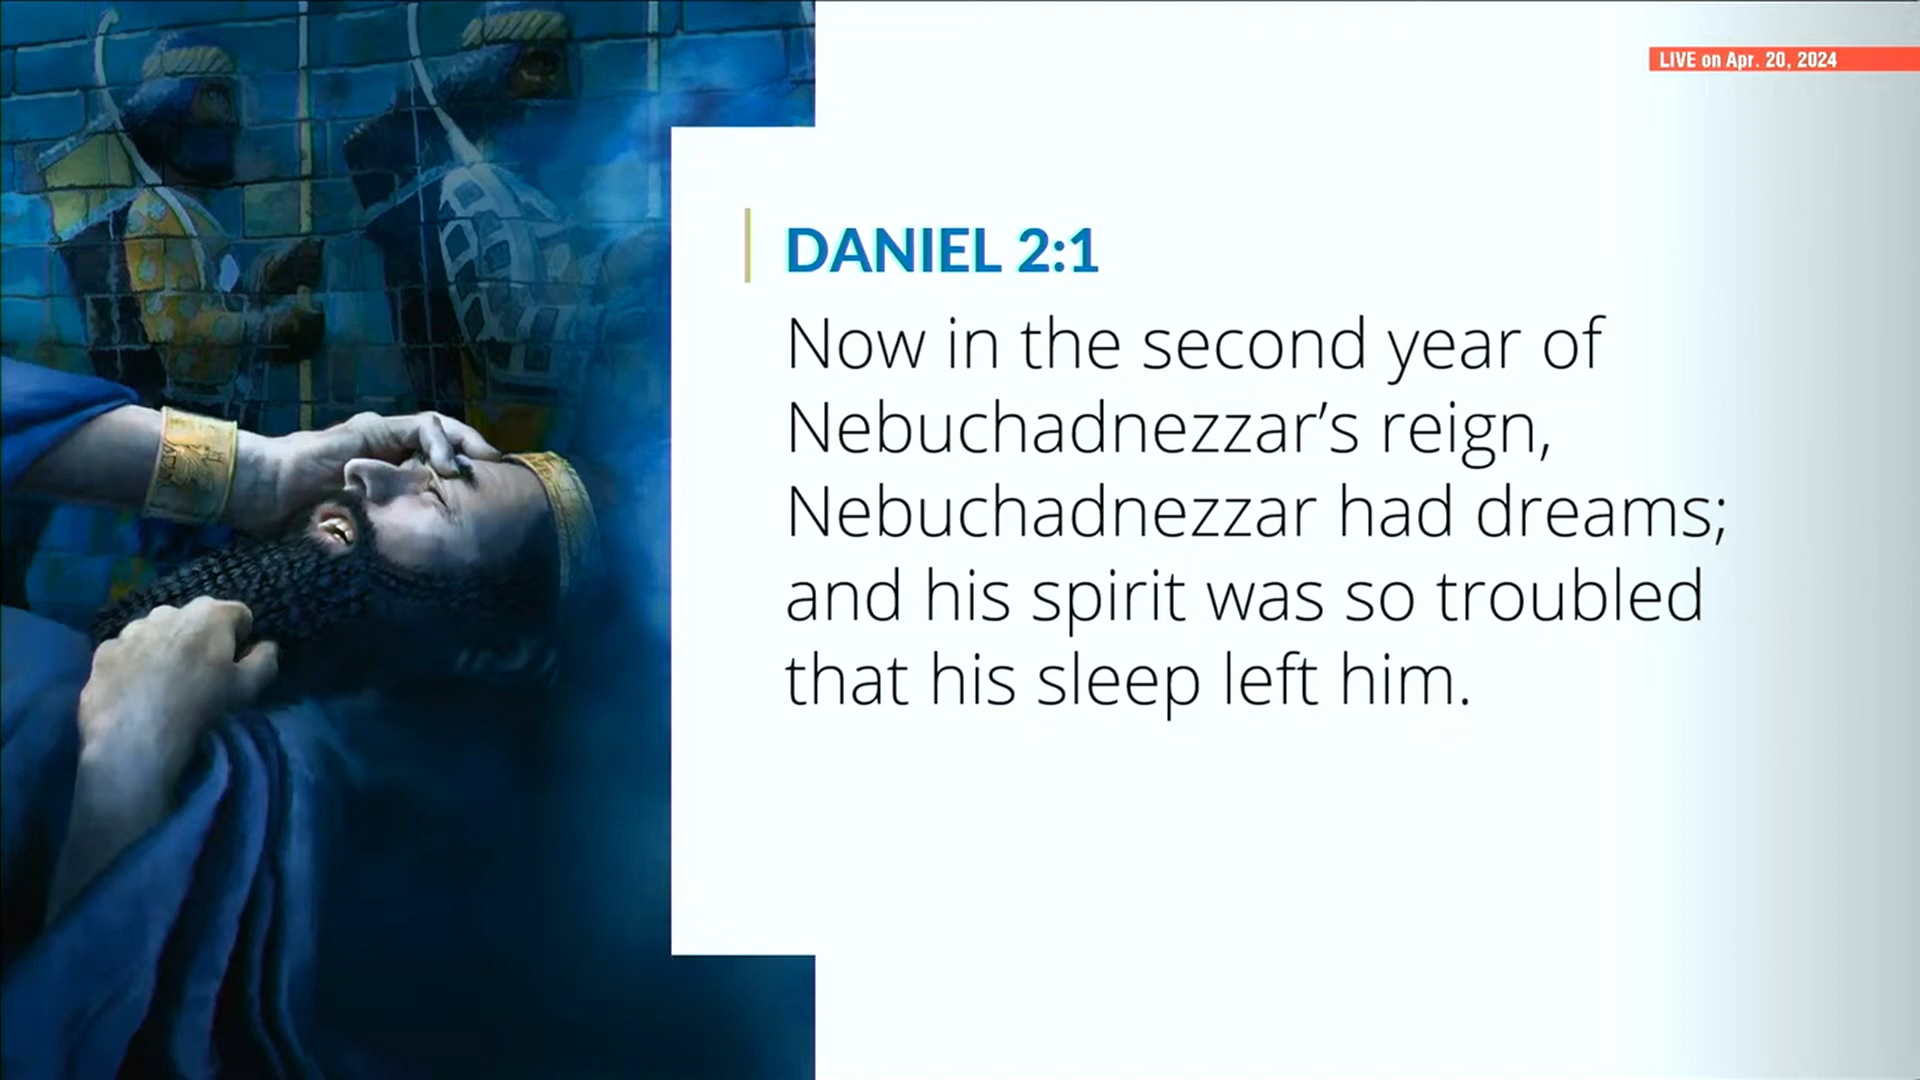 LIVE on Apr. 20, 2024
DANIEL 2:1
Now in the second year of
Nebuchadnezzar’s reign,
Nebuchadnezzar had dreams;
and his spirit was so troubled
that his sleep left him.